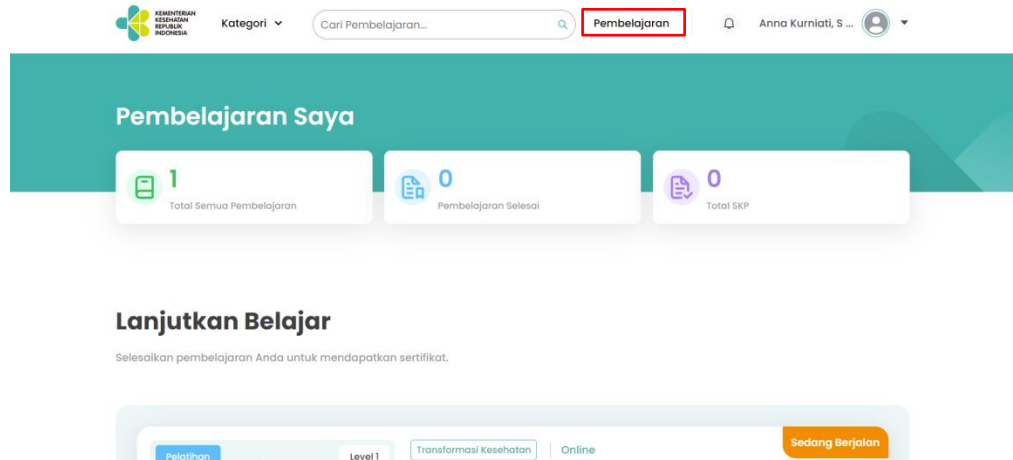 KEMENTERIAN
KESEHATAN
REPUBLIK
INDONESIA
Kategori
Cari Pembelajaran...
Pembelajaran
Anna Kurniati, S ...
Pembelajaran Saya
1
Total Semua Pembelajaran
0
Pembelajaran Selesai
0
Total SKP
Lanjutkan Belajar
Selesaikan pembelajaran Anda untuk mendapatkan sertifikat.
Pelatihan
Level 1
Transformasi Kesehatan
Online
Sedang Berjalan